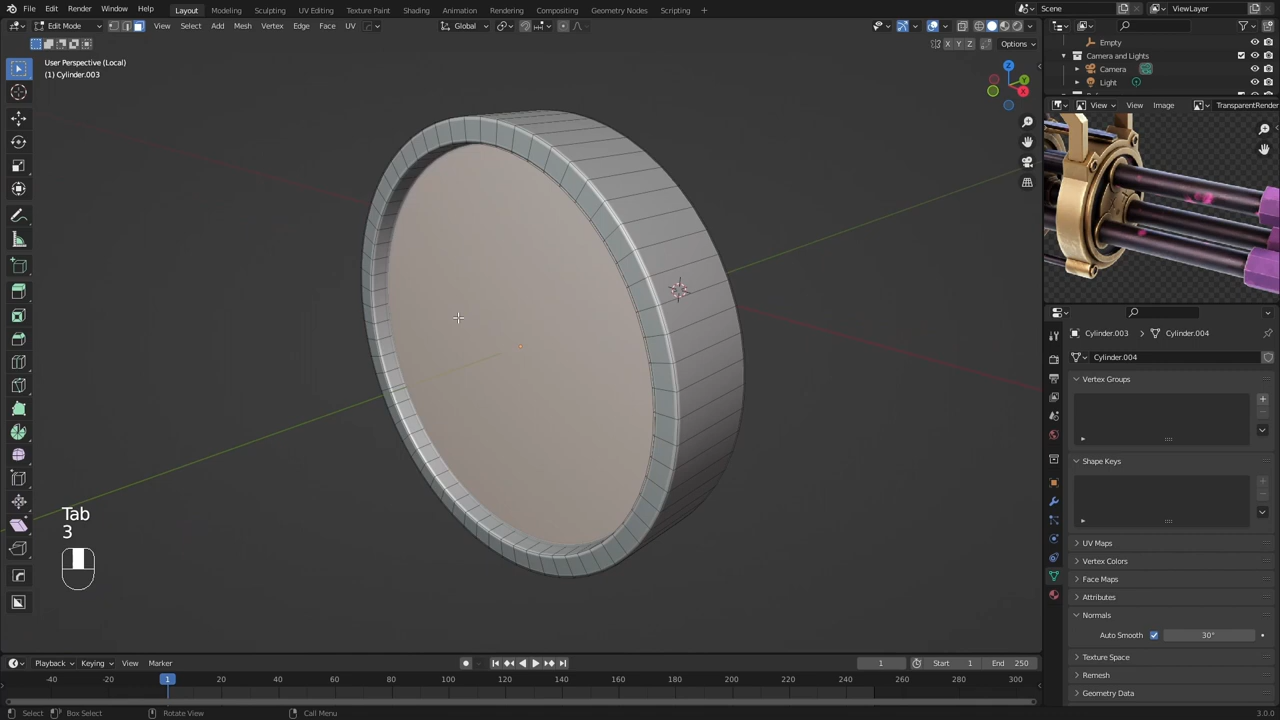 File Edit Render Window Help Layout Modeling Sculpting UV Editing Texture Paint Shading Animation Rendering Compositing Geometry Nodes Scripting + Scene ViewLayer
Edit Mode View Select Add Mesh Vertex Edge Face UV Global
X Y Z Options
User Perspective (Local)
(1) Cylinder.003
Z
Y
X
Empty
Camera and Lights
Camera
Light
View View Image TransparentRender
Cylinder.003 Cylinder.004
Cylinder.004
Vertex Groups
Shape Keys
UV Maps
Vertex Colors
Face Maps
Attributes
Normals
Auto Smooth 30°
Texture Space
Remesh
Geometry Data
Tab
3
Playback Keying View Marker 1 Start 1 End 250
-40 -20 1 20 40 60 80 100 120 140 160 180 200 220 240 260 280 300
Select Box Select Rotate View Call Menu 3.0.0